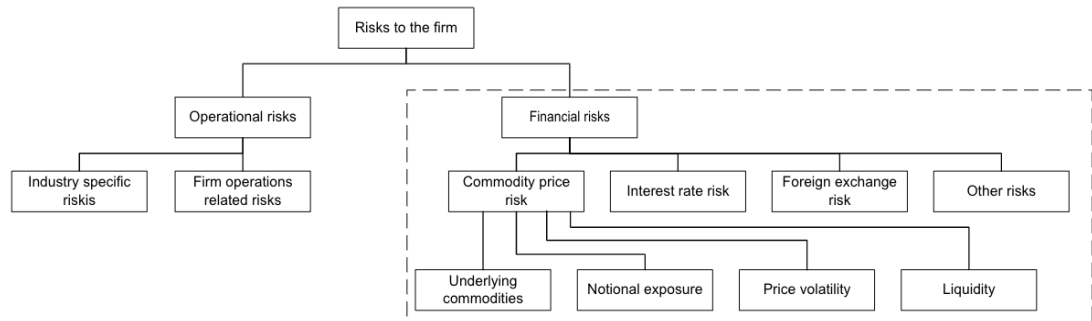 Risks to the firm
Operational risks
Financial risks
Industry specific
riskis
Firm operations
related risks
Commodity price
risk
Interest rate risk
Foreign exchange
risk
Other risks
Underlying
commodities
Notional exposure
Price volatility
Liquidity